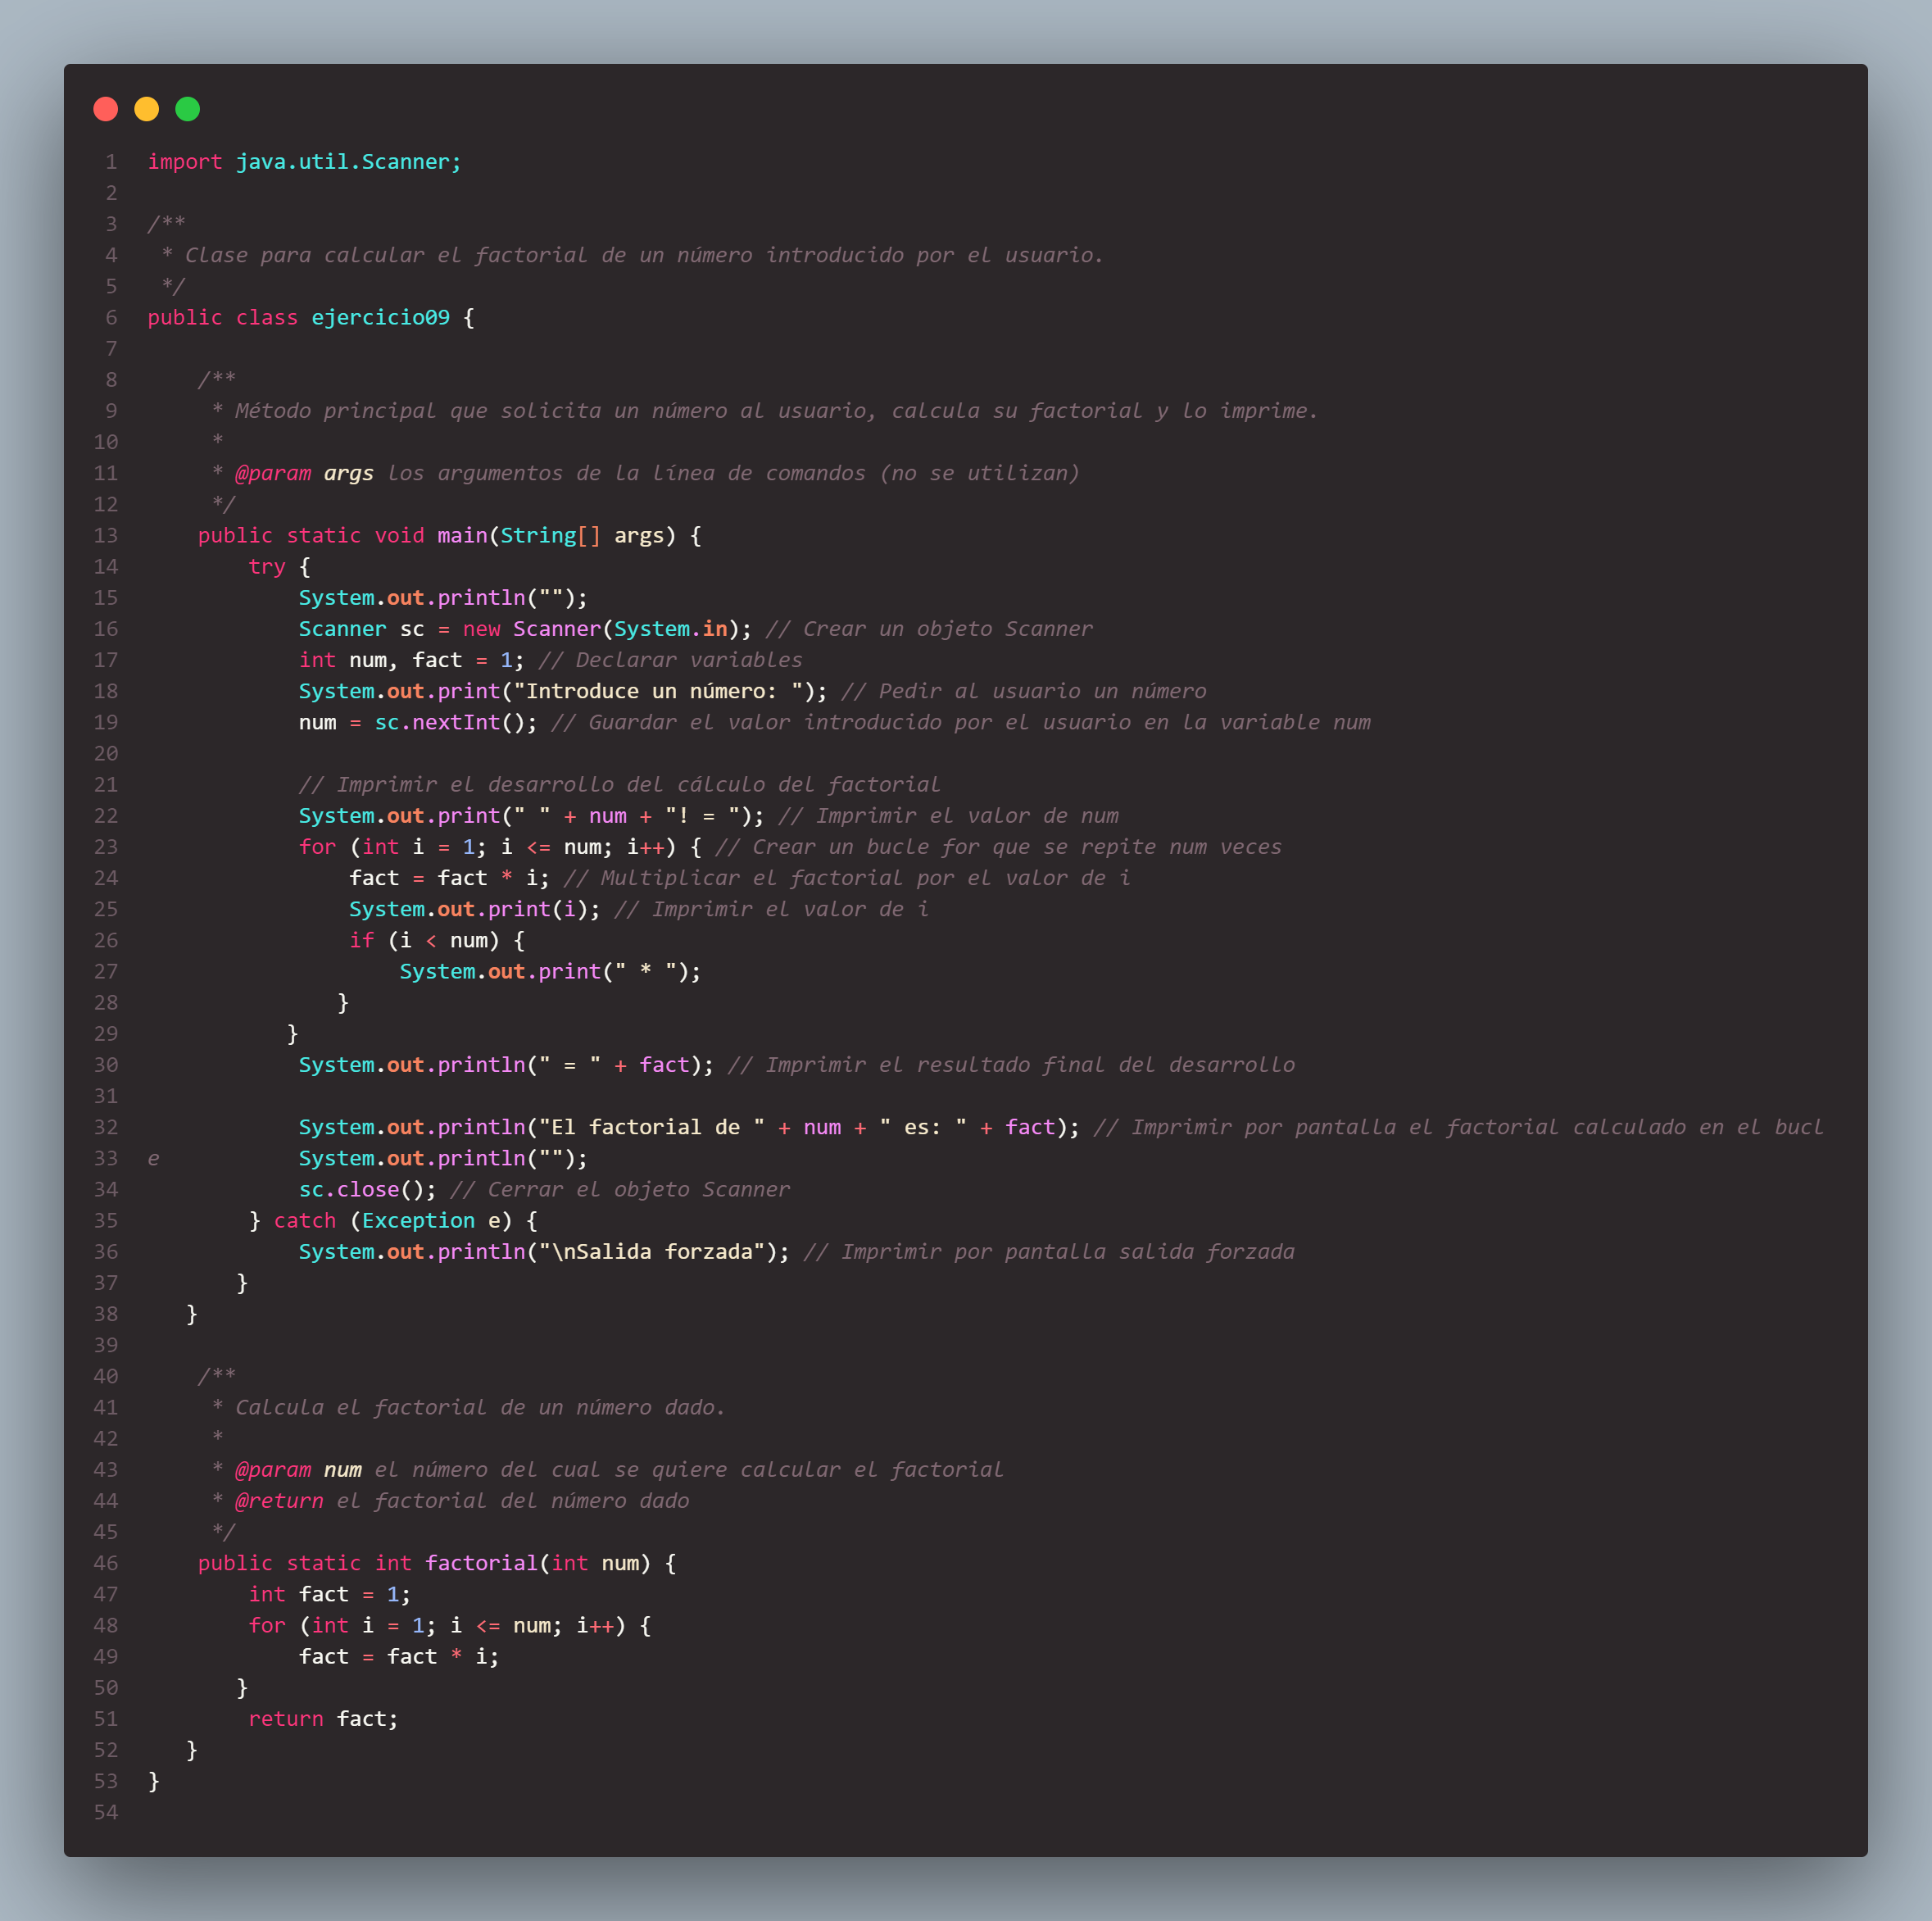 1 import java.util.Scanner;
2
3 /**
4  * Clase para calcular el factorial de un número introducido por el usuario.
5  */
6 public class ejercicio09 {
7
8     /**
9      * Método principal que solicita un número al usuario, calcula su factorial y lo imprime.
10      *
11      * @param args los argumentos de la línea de comandos (no se utilizan)
12      */
13     public static void main(String[] args) {
14         try {
15             System.out.println("");
16             Scanner sc = new Scanner(System.in); // Crear un objeto Scanner
17             int num, fact = 1; // Declarar variables
18             System.out.print("Introduce un número: "); // Pedir al usuario un número
19             num = sc.nextInt(); // Guardar el valor introducido por el usuario en la variable num
20
21             // Imprimir el desarrollo del cálculo del factorial
22             System.out.print(" " + num + "! = "); // Imprimir el valor de num
23             for (int i = 1; i <= num; i++) { // Crear un bucle for que se repite num veces
24                 fact = fact * i; // Multiplicar el factorial por el valor de i
25                 System.out.print(i); // Imprimir el valor de i
26                 if (i < num) {
27                     System.out.print(" * ");
28                }
29            }
30             System.out.println(" = " + fact); // Imprimir el resultado final del desarrollo
31
32             System.out.println("El factorial de " + num + " es: " + fact); // Imprimir por pantalla el factorial calculado en el bucl
33 e           System.out.println("");
34             sc.close(); // Cerrar el objeto Scanner
35         } catch (Exception e) {
36             System.out.println("\nSalida forzada"); // Imprimir por pantalla salida forzada
37        }
38    }
39
40     /**
41      * Calcula el factorial de un número dado.
42      *
43      * @param num el número del cual se quiere calcular el factorial
44      * @return el factorial del número dado
45      */
46     public static int factorial(int num) {
47         int fact = 1;
48         for (int i = 1; i <= num; i++) {
49             fact = fact * i;
50        }
51         return fact;
52    }
53 }
54